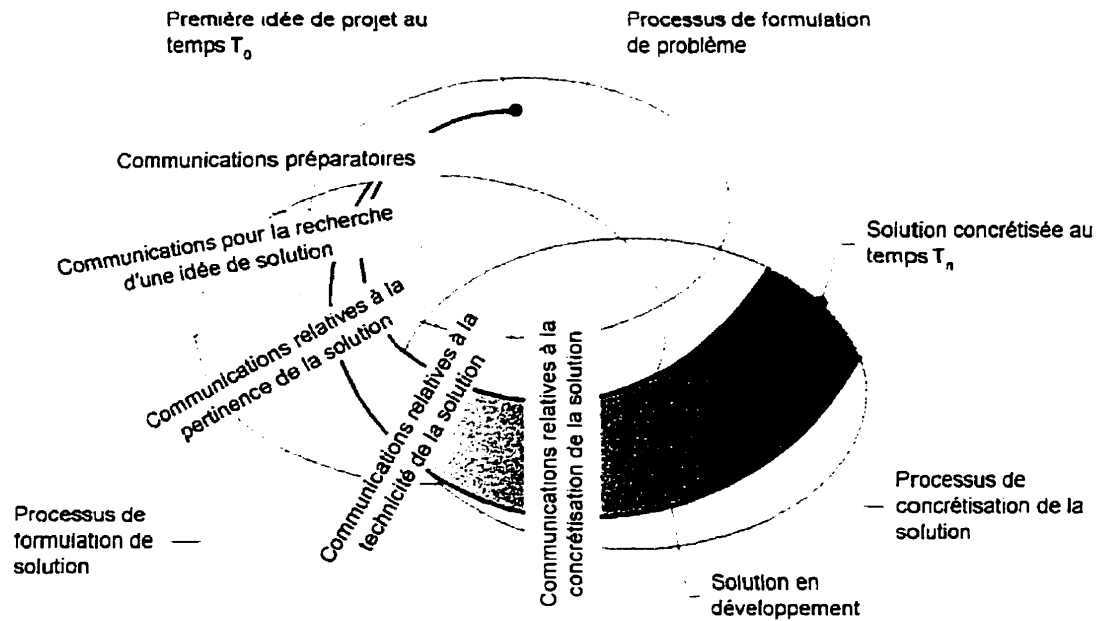 Première idée de projet au
temps T₀
Processus de formulation
de problème
Communications préparatoires
Communications pour la recherche
d'une idée de solution
Communications relatives à la
pertinence de la solution
Communications relatives à la
technicité de la solution
Communications relatives à la
concrétisation de la solution
Solution concrétisée au
temps Tₙ
Processus de
concrétisation de la
solution
Processus de
formulation de
solution
Solution en
développement